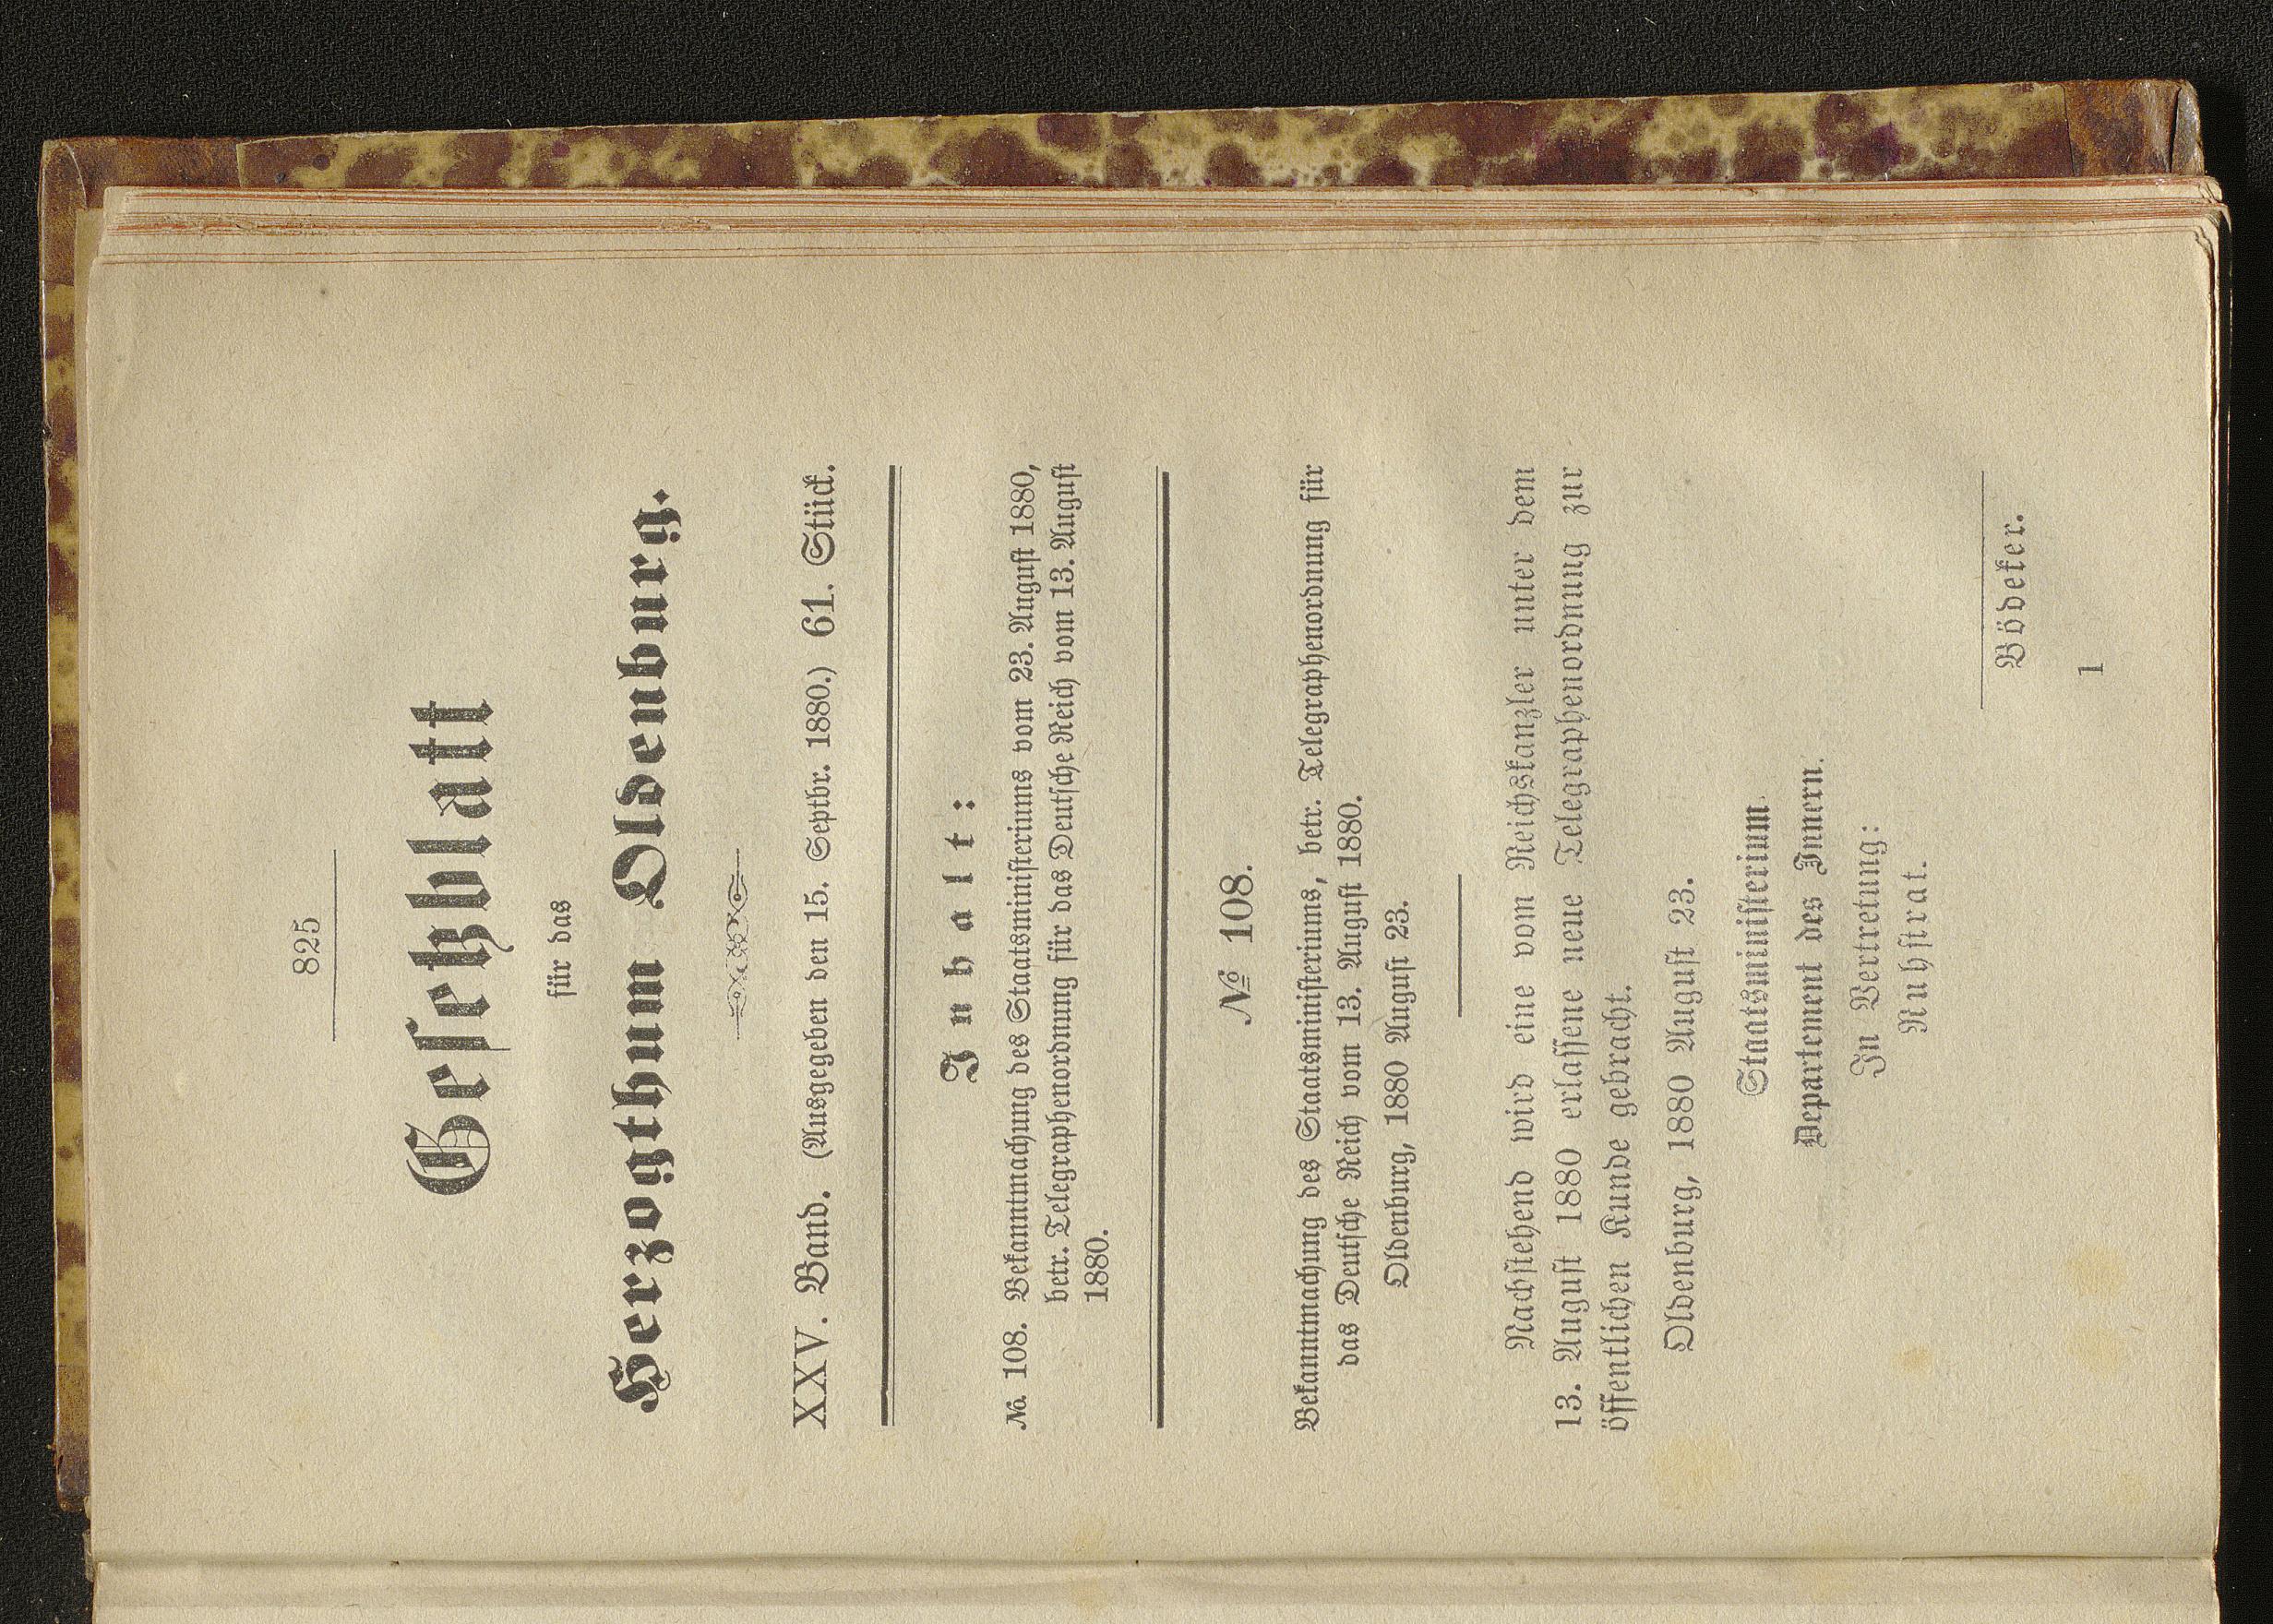 825
Gesetzblatt
für das
Herzogthum Oldenburg.
XXV. Band. (Ausgegeben den 15. Septbr. 1880.) 61. Stück.
Inhalt:
№ 108. Bekanntmachung des Staatsministeriums vom 23. August 1880,
betr. Telegraphenordnung für das Deutsche Reich vom 13. August
1880.
№ 108.
Bekanntmachung des Staatsministeriums, betr. Telegraphenordnung für
das Deutsche Reich vom 13. August 1880.
Oldenburg, 1880 August 23.
Nachstehend wird eine vom Reichskanzler unter dem
13. August 1880 erlassene neue Telegraphenordnung zur
öffentlichen Kunde gebracht.
Oldenburg, 1880 August 23.
Staatsministerium.
Departement des Innern.
In Vertretung:
Ruhstrat.
Bödeker.
1